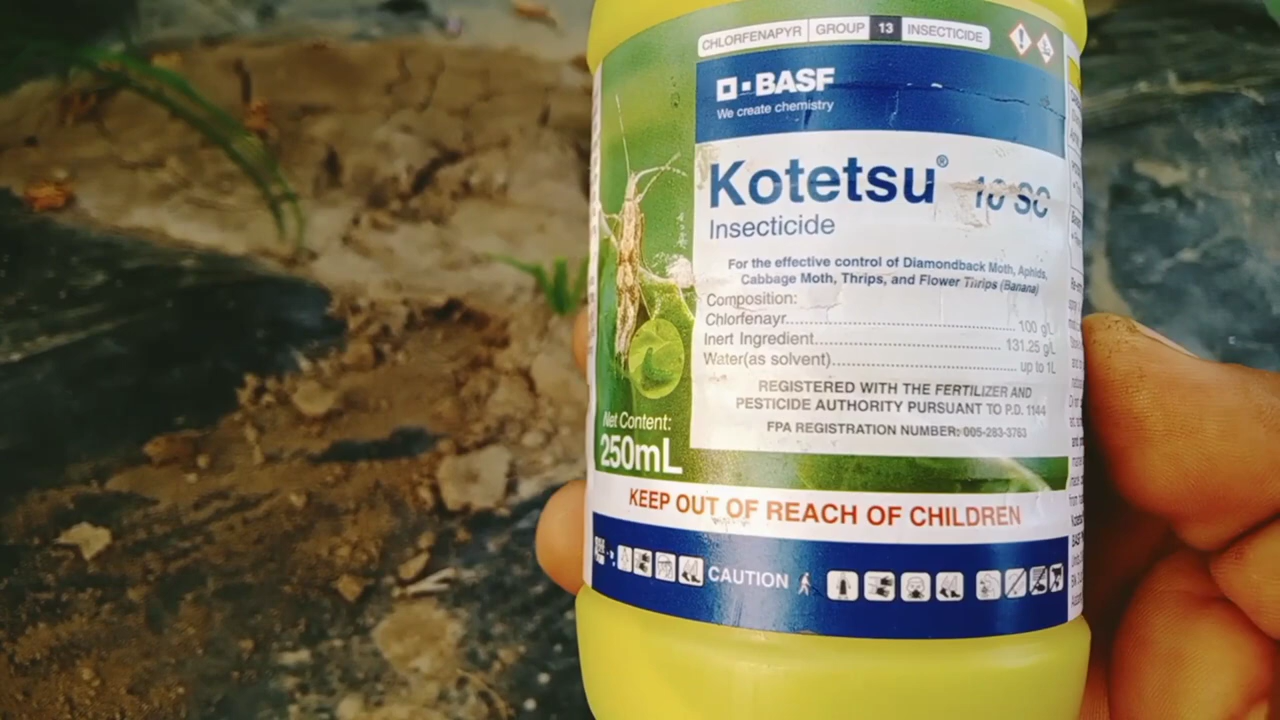 CHLORFENAPYR GROUP 13 INSECTICIDE
BASF
We create chemistry
Kotetsu® 10 SC
Insecticide
For the effective control of Diamondback Moth, Aphids,
Cabbage Moth, Thrips, and Flower Thrips (Banana)
Composition:
Chlorfenayr.......................................................... 100 g/L
Inert Ingredient............................................... 131.25 g/L
Water(as solvent)............................................... up to 1L
REGISTERED WITH THE FERTILIZER AND
PESTICIDE AUTHORITY PURSUANT TO P.D. 1144
FPA REGISTRATION NUMBER: 005-283-3763
Net Content:
250mL
KEEP OUT OF REACH OF CHILDREN
CAUTION